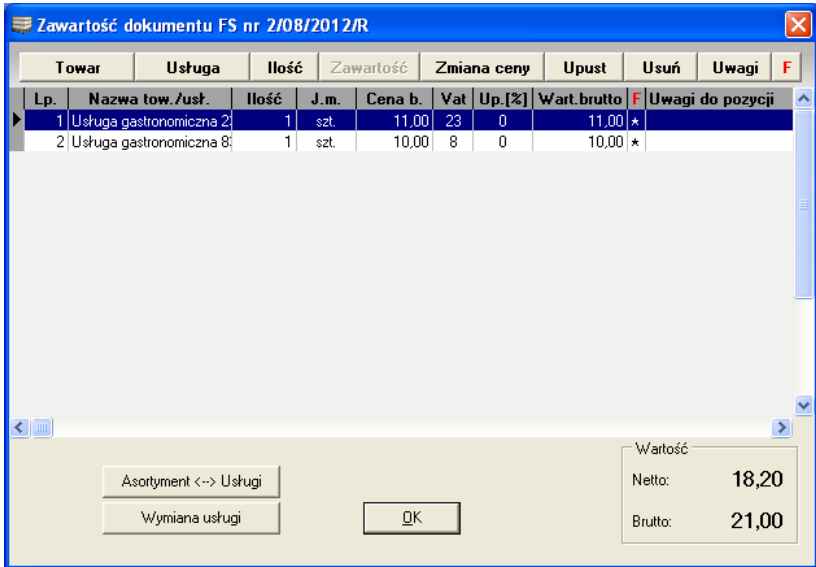 Zawartość dokumentu FS nr 2/08/2012/R
Towar Usługa Ilość Zawartość Zmiana ceny Upust Usuń Uwagi F
Lp. Nazwa tow./usł. Ilość J.m. Cena b. Vat Up.[%] Wart.brutto F Uwagi do pozycji
1 Usługa gastronomiczna 1 szt. 11,00 23 0 11,00 *
2 Usługa gastronomiczna 1 szt. 10,00 8 0 10,00 *
Wartość
Asortyment <--> Usługi
Netto: 18,20
Wymiana usługi
OK
Brutto: 21,00